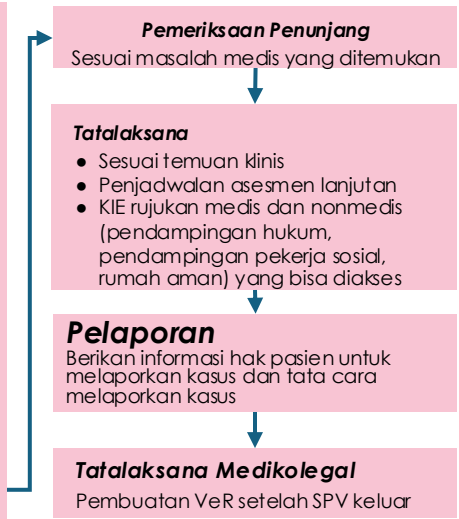 Pemeriksaan Penunjang
Sesuai masalah medis yang ditemukan
Tatalaksana
● Sesuai temuan klinis
● Penjadwalan asesmen lanjutan
● KIE rujukan medis dan nonmedis
(pendampingan hukum,
pendampingan pekerja sosial,
rumah aman) yang bisa diakses
Pelaporan
Berikan informasi hak pasien untuk
melaporkan kasus dan tata cara
melaporkan kasus
Tatalaksana Medikolegal
Pembuatan VeR setelah SPV keluar